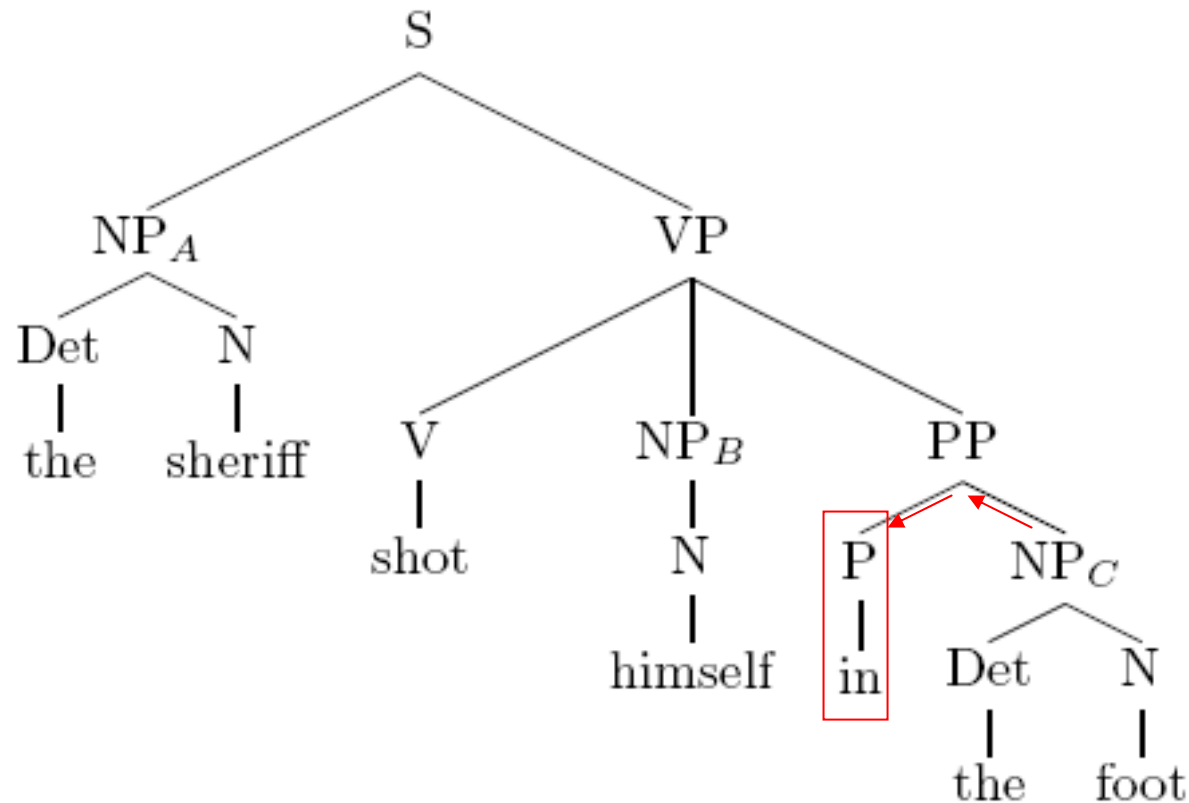 S
NP_A VP
Det N
the sheriff
V NP_B PP
shot N P NP_C
himself in Det N
the foot